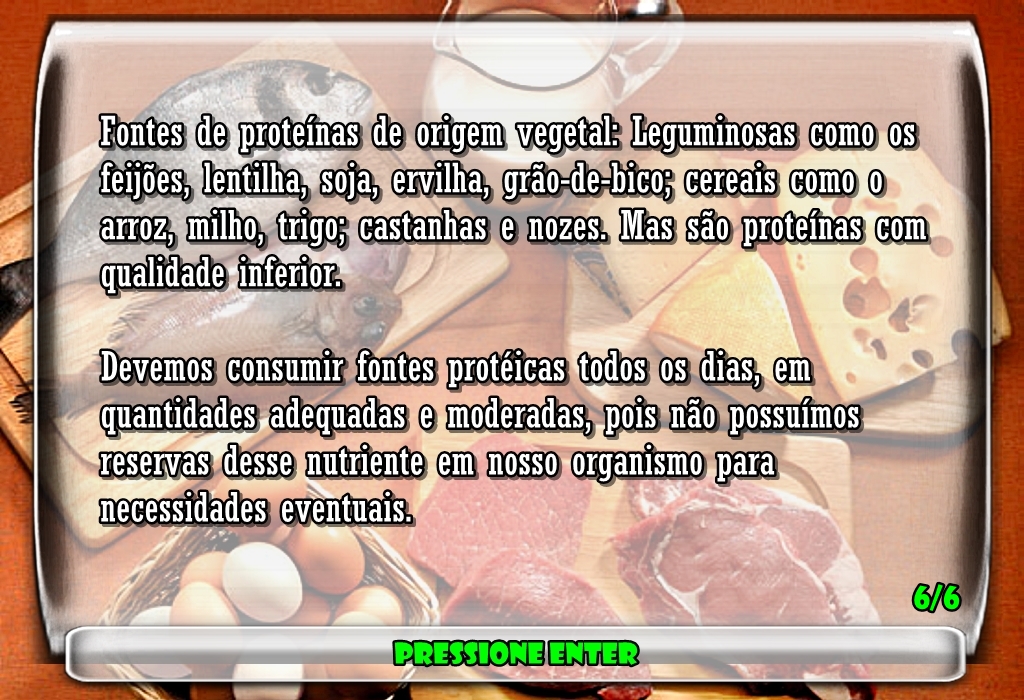 Fontes de proteínas de origem vegetal: Leguminosas como os
feijões, lentilha, soja, ervilha, grão-de-bico; cereais como o
arroz, milho, trigo; castanhas e nozes. Mas são proteínas com
qualidade inferior.
Devemos consumir fontes protéicas todos os dias, em
quantidades adequadas e moderadas, pois não possuímos
reservas desse nutriente em nosso organismo para
necessidades eventuais.
6/6
PRESSIONE ENTER